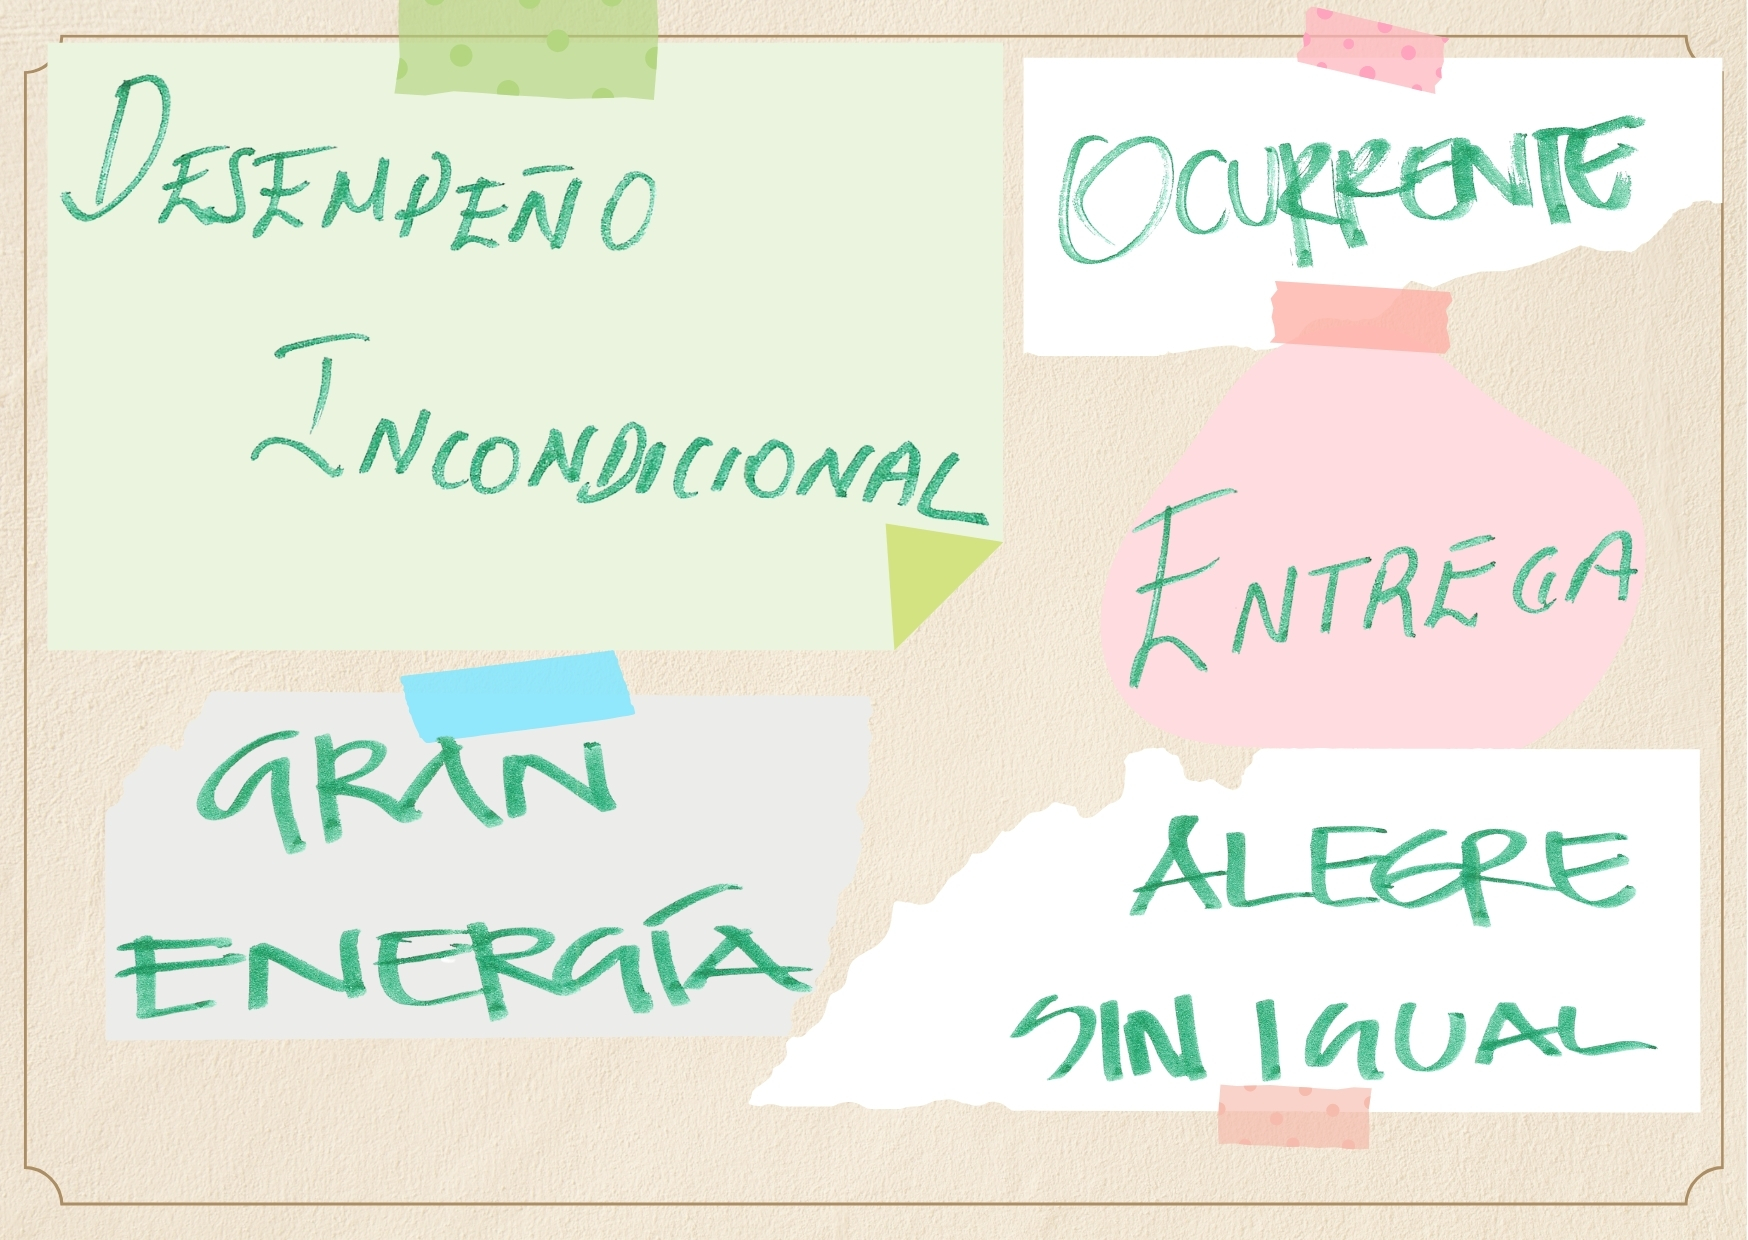 DESEMPEÑO
INCONDICIONAL
OCURRENTE
ENTREGA
GRAN
ENERGÍA
ALEGRE
SIN IGUAL